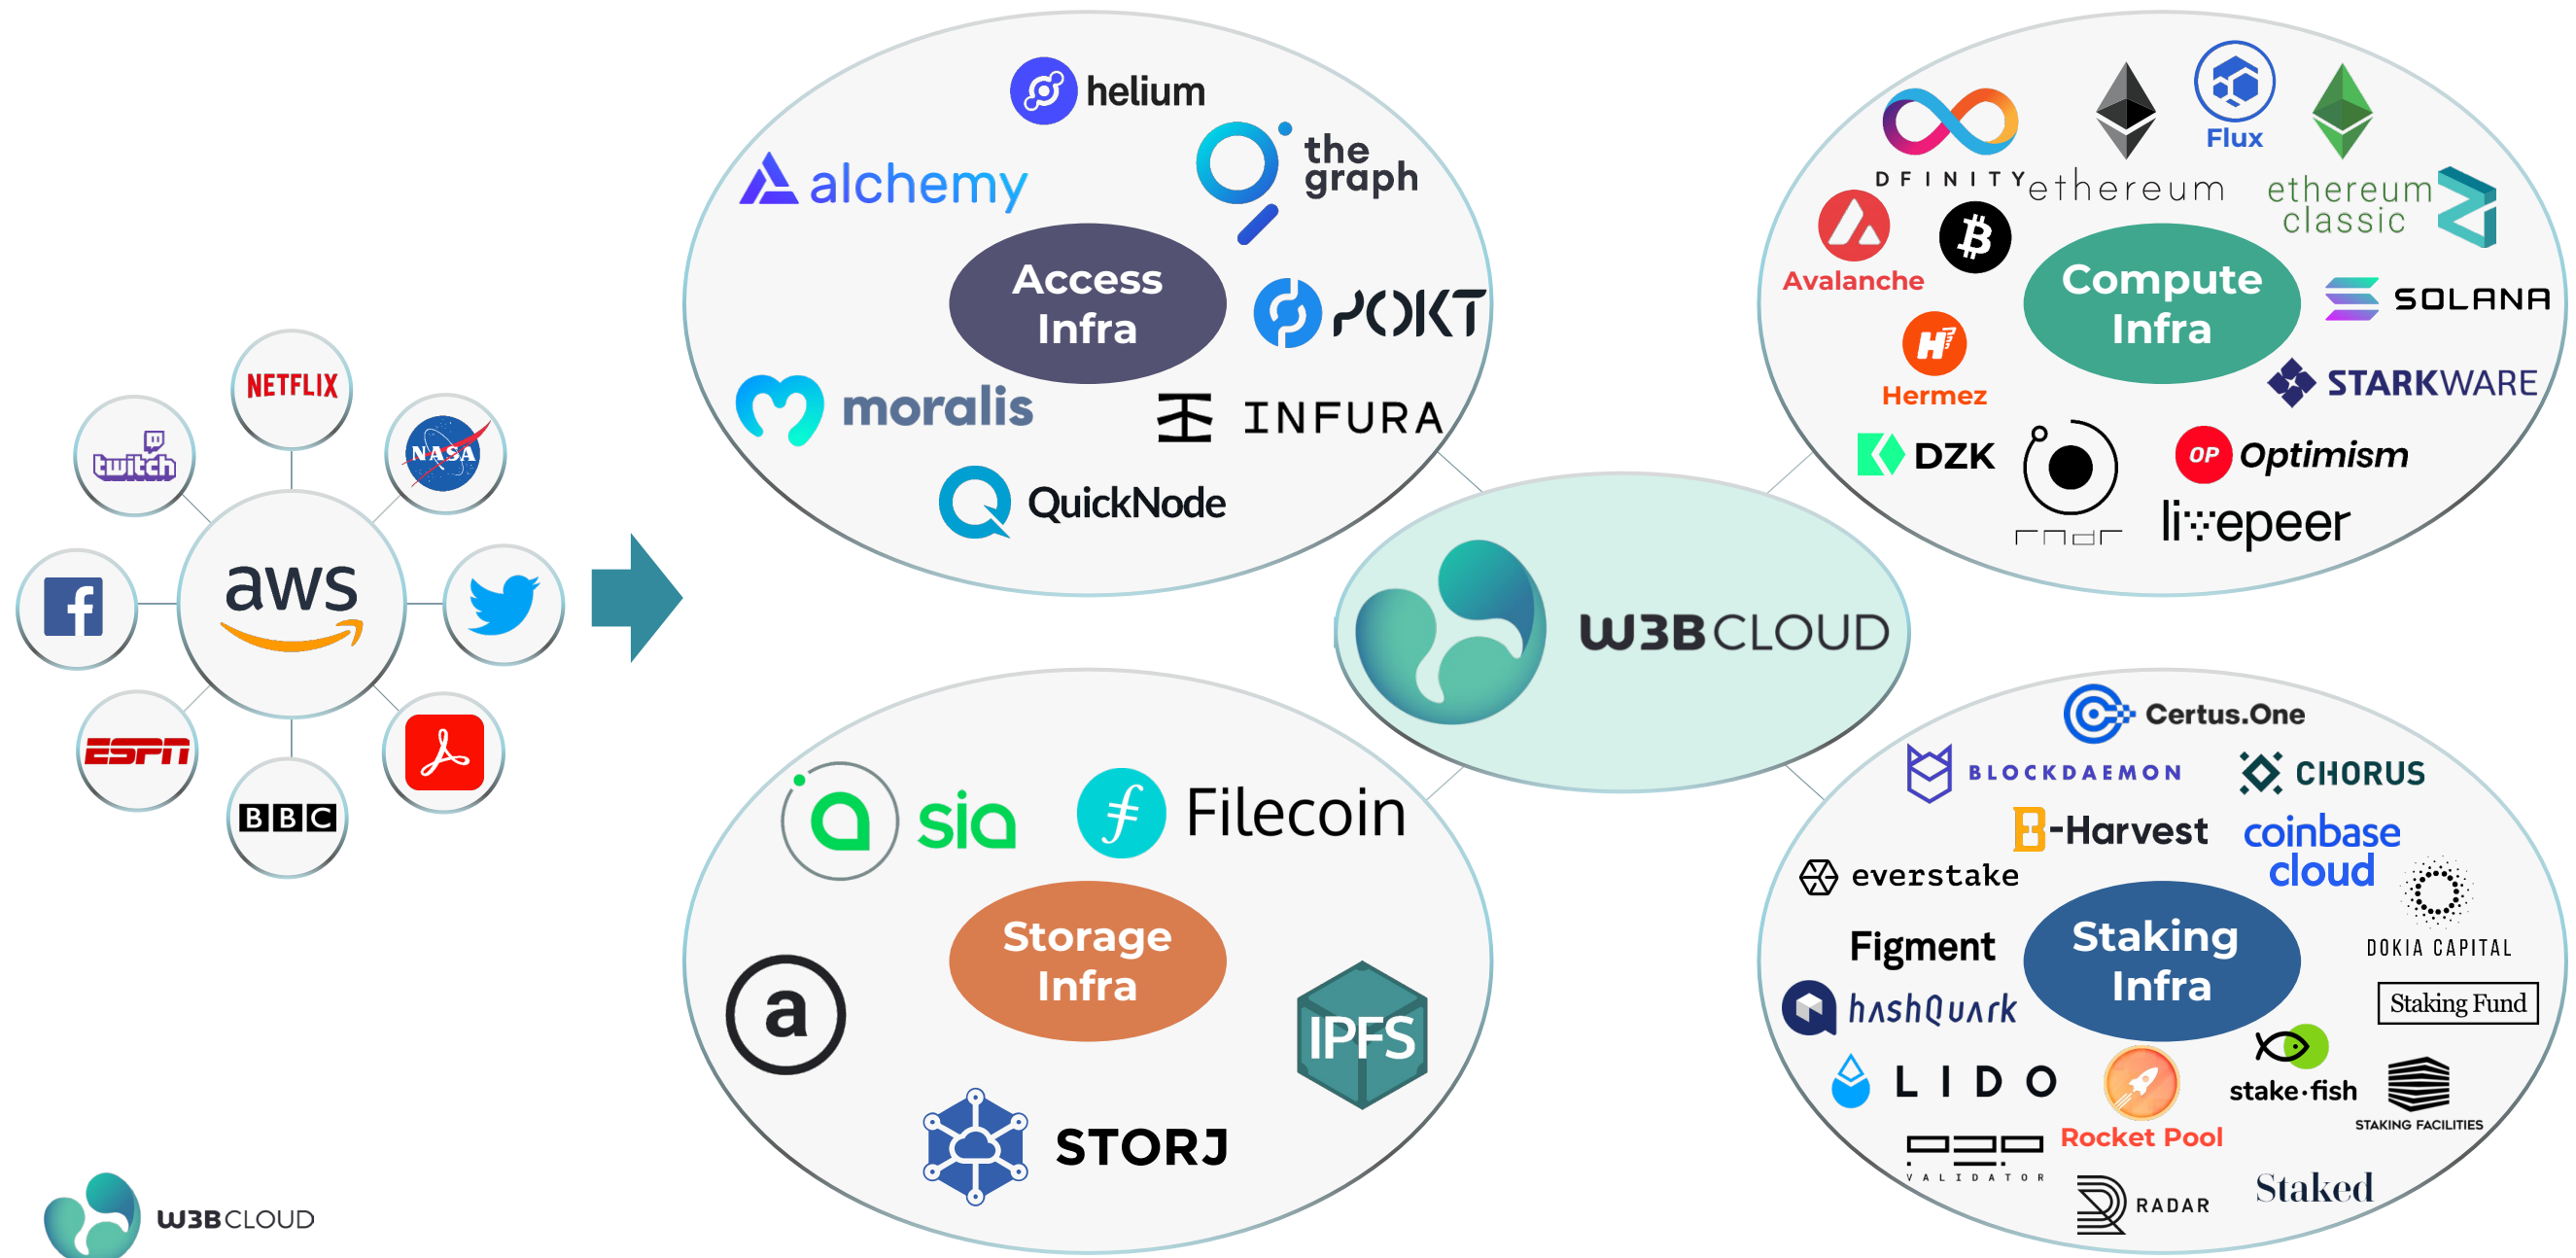 NETFLIX
twitch
NASA
aws
ESPN
BBC
helium
alchemy
the
graph
Access
Infra
POKT
moralis
INFURA
QuickNode
DFINITY
ethereum
Flux
ethereum
classic
Avalanche
Compute
Infra
SOLANA
Hermez
STARKWARE
DZK
OP Optimism
rndr
livepeer
W3BCLOUD
sia
Filecoin
Storage
Infra
a
IPFS
STORJ
Certus.One
BLOCKDAEMON
CHORUS
B-Harvest
coinbase
cloud
everstake
DOKIA CAPITAL
Figment
Staking
Infra
Staking Fund
hashQuark
LIDO
stake·fish
STAKING FACILITIES
Rocket Pool
VALIDATOR
RADAR
Staked
W3BCLOUD